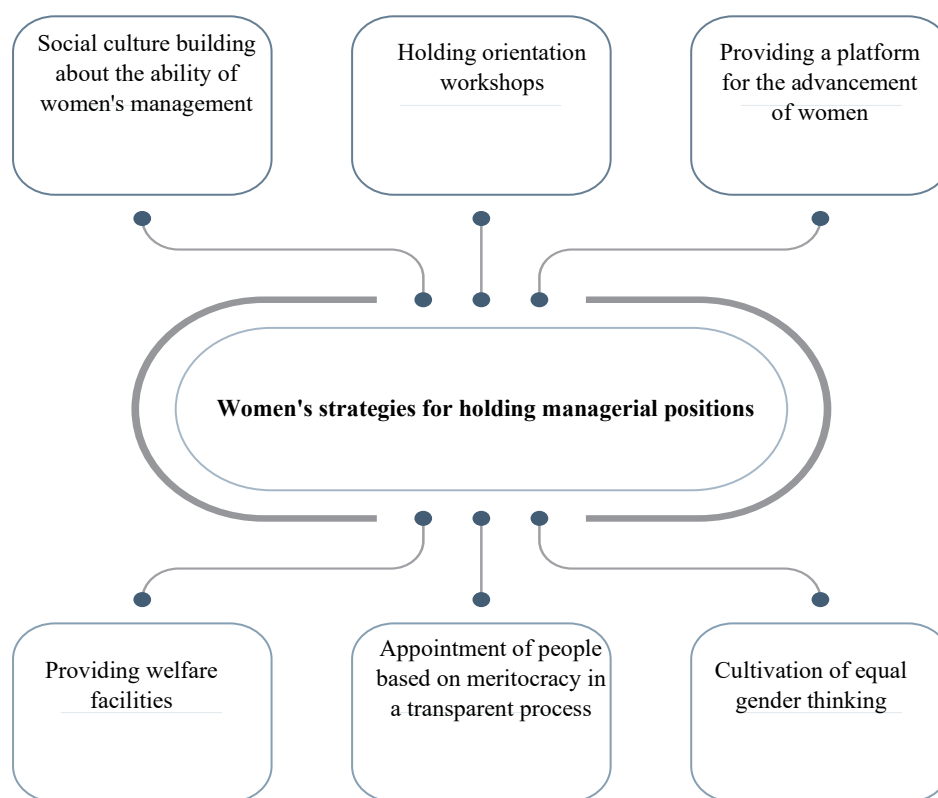 Social culture building
about the ability of
women's management
Holding orientation
workshops
Providing a platform
for the advancement
of women
Women's strategies for holding managerial positions
Providing welfare
facilities
Appointment of people
based on meritocracy in
a transparent process
Cultivation of equal
gender thinking